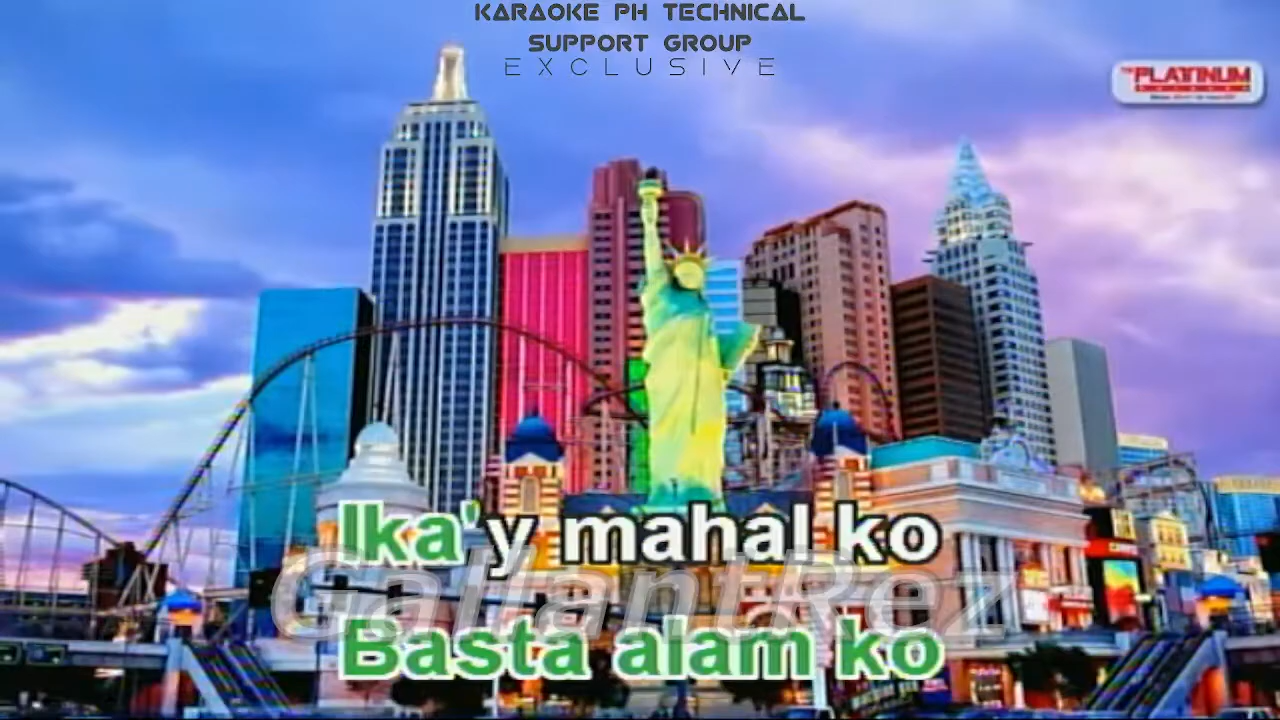 KARAOKE PH TECHNICAL
SUPPORT GROUP
EXCLUSIVE
PLATINUM
Ika'y mahal ko
GallantRez
Basta alam ko